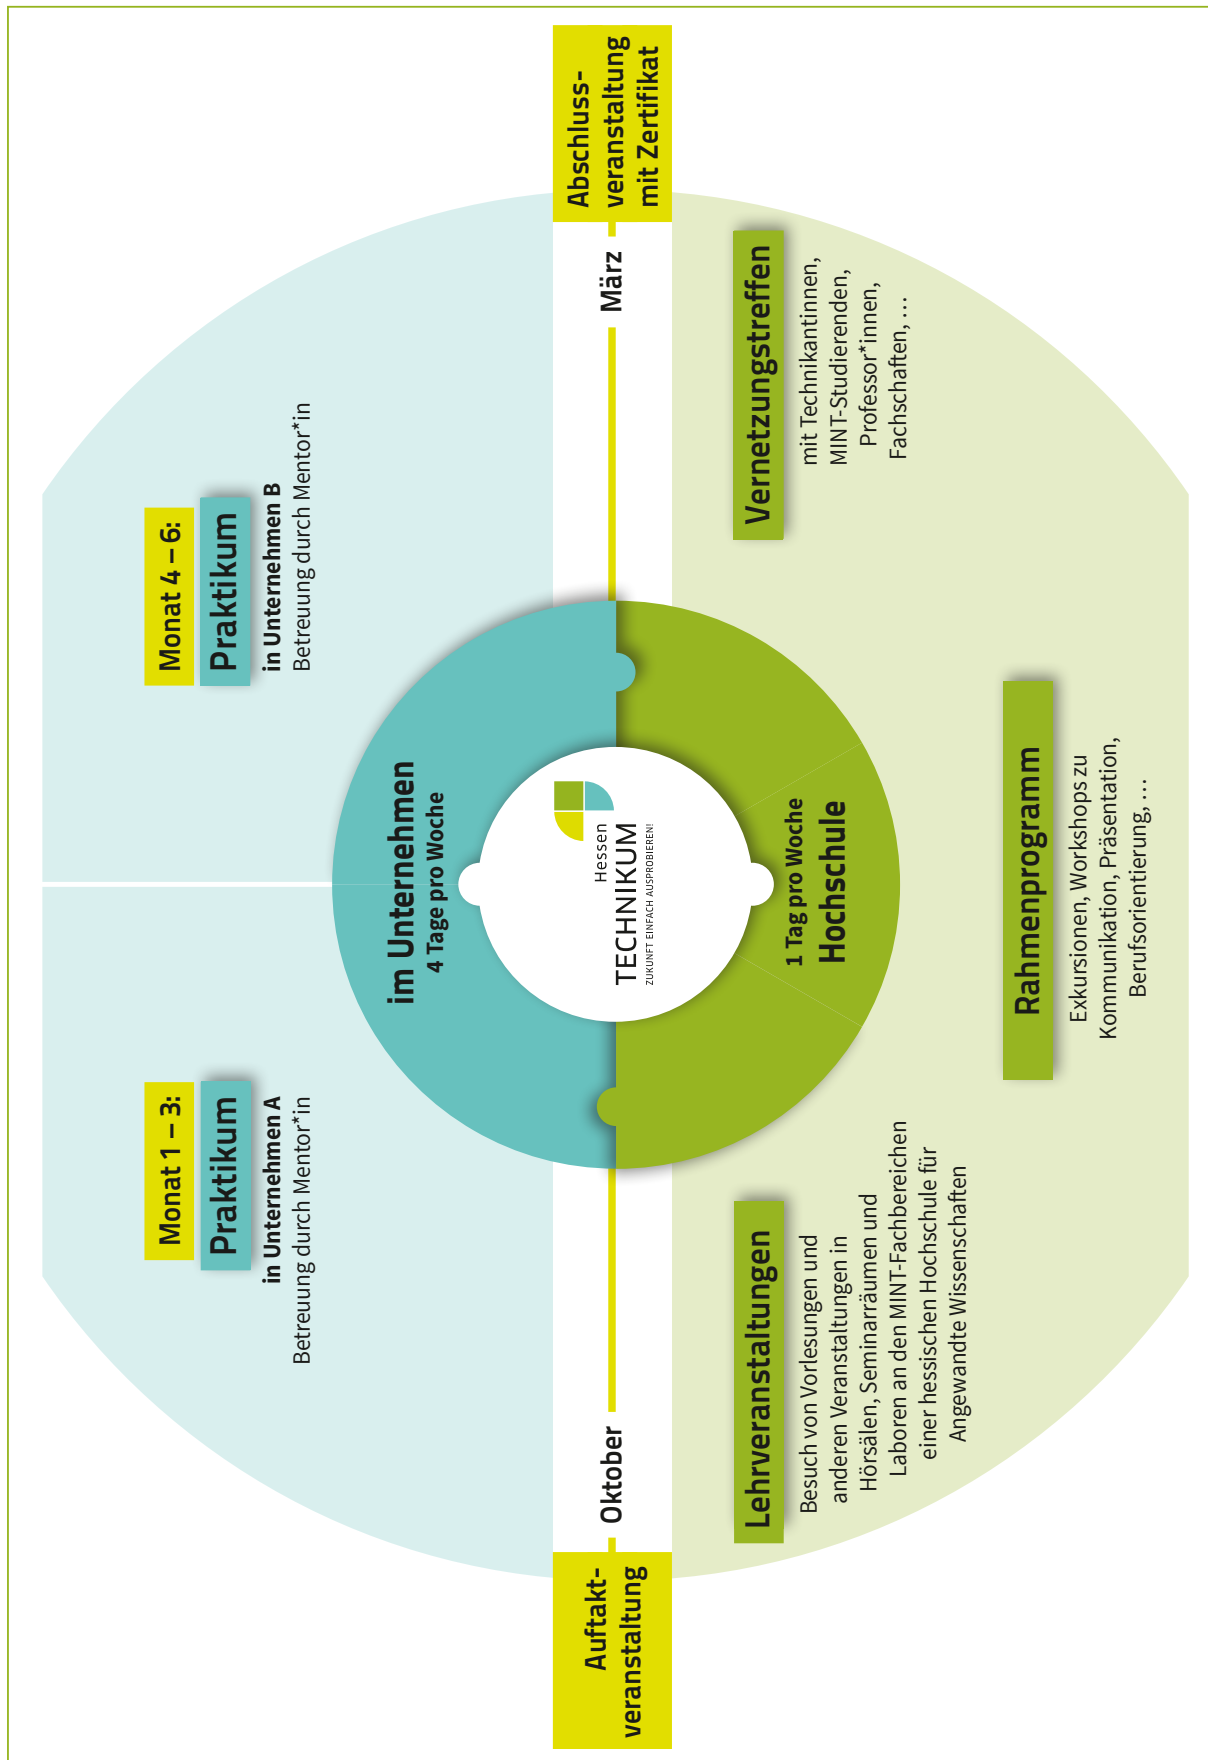 Monat 1 – 3:
Praktikum
in Unternehmen A
Betreuung durch Mentor*in
Monat 4 – 6:
Praktikum
in Unternehmen B
Betreuung durch Mentor*in
im Unternehmen
4 Tage pro Woche
Auftakt-
veranstaltung
Oktober
Hessen
TECHNIKUM
ZUKUNFT EINFACH AUSPROBIEREN!
März
Abschluss-
veranstaltung
mit Zertifikat
1 Tag pro Woche
Hochschule
Lehrveranstaltungen
Besuch von Vorlesungen und
anderen Veranstaltungen in
Hörsälen, Seminarräumen und
Laboren an den MINT-Fachbereichen
einer hessischen Hochschule für
Angewandte Wissenschaften
Rahmenprogramm
Exkursionen, Workshops zu
Kommunikation, Präsentation,
Berufsorientierung, …
Vernetzungstreffen
mit Technikantinnen,
MINT-Studierenden,
Professor*innen,
Fachschaften, …